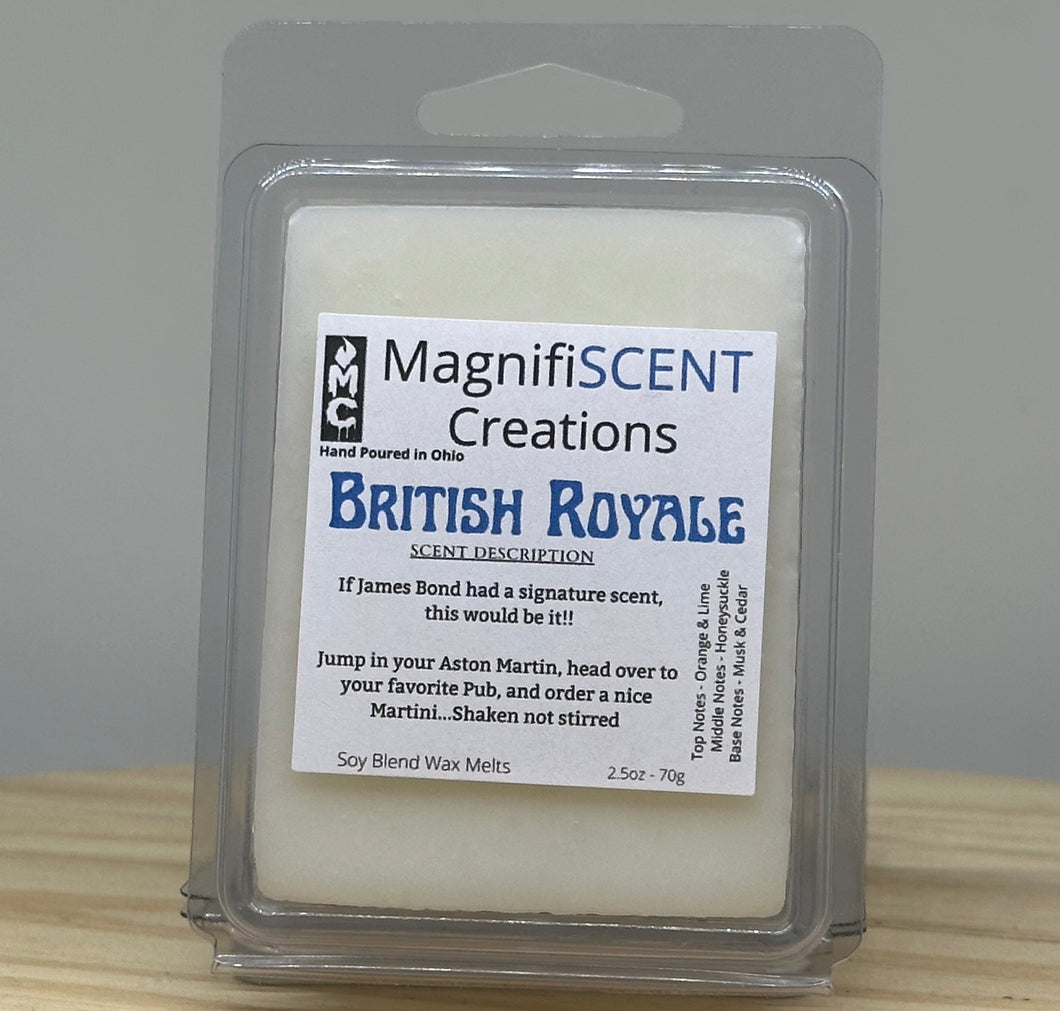 MC
MagnifiSCENT
Creations
Hand Poured in Ohio
British Royale
SCENT DESCRIPTION
If James Bond had a signature scent,
this would be it!!
Jump in your Aston Martin, head over to
your favorite Pub, and order a nice
Martini...Shaken not stirred
Top Notes - Orange & Lime
Middle Notes - Honeysuckle
Base Notes - Musk & Cedar
Soy Blend Wax Melts
2.5oz - 70g